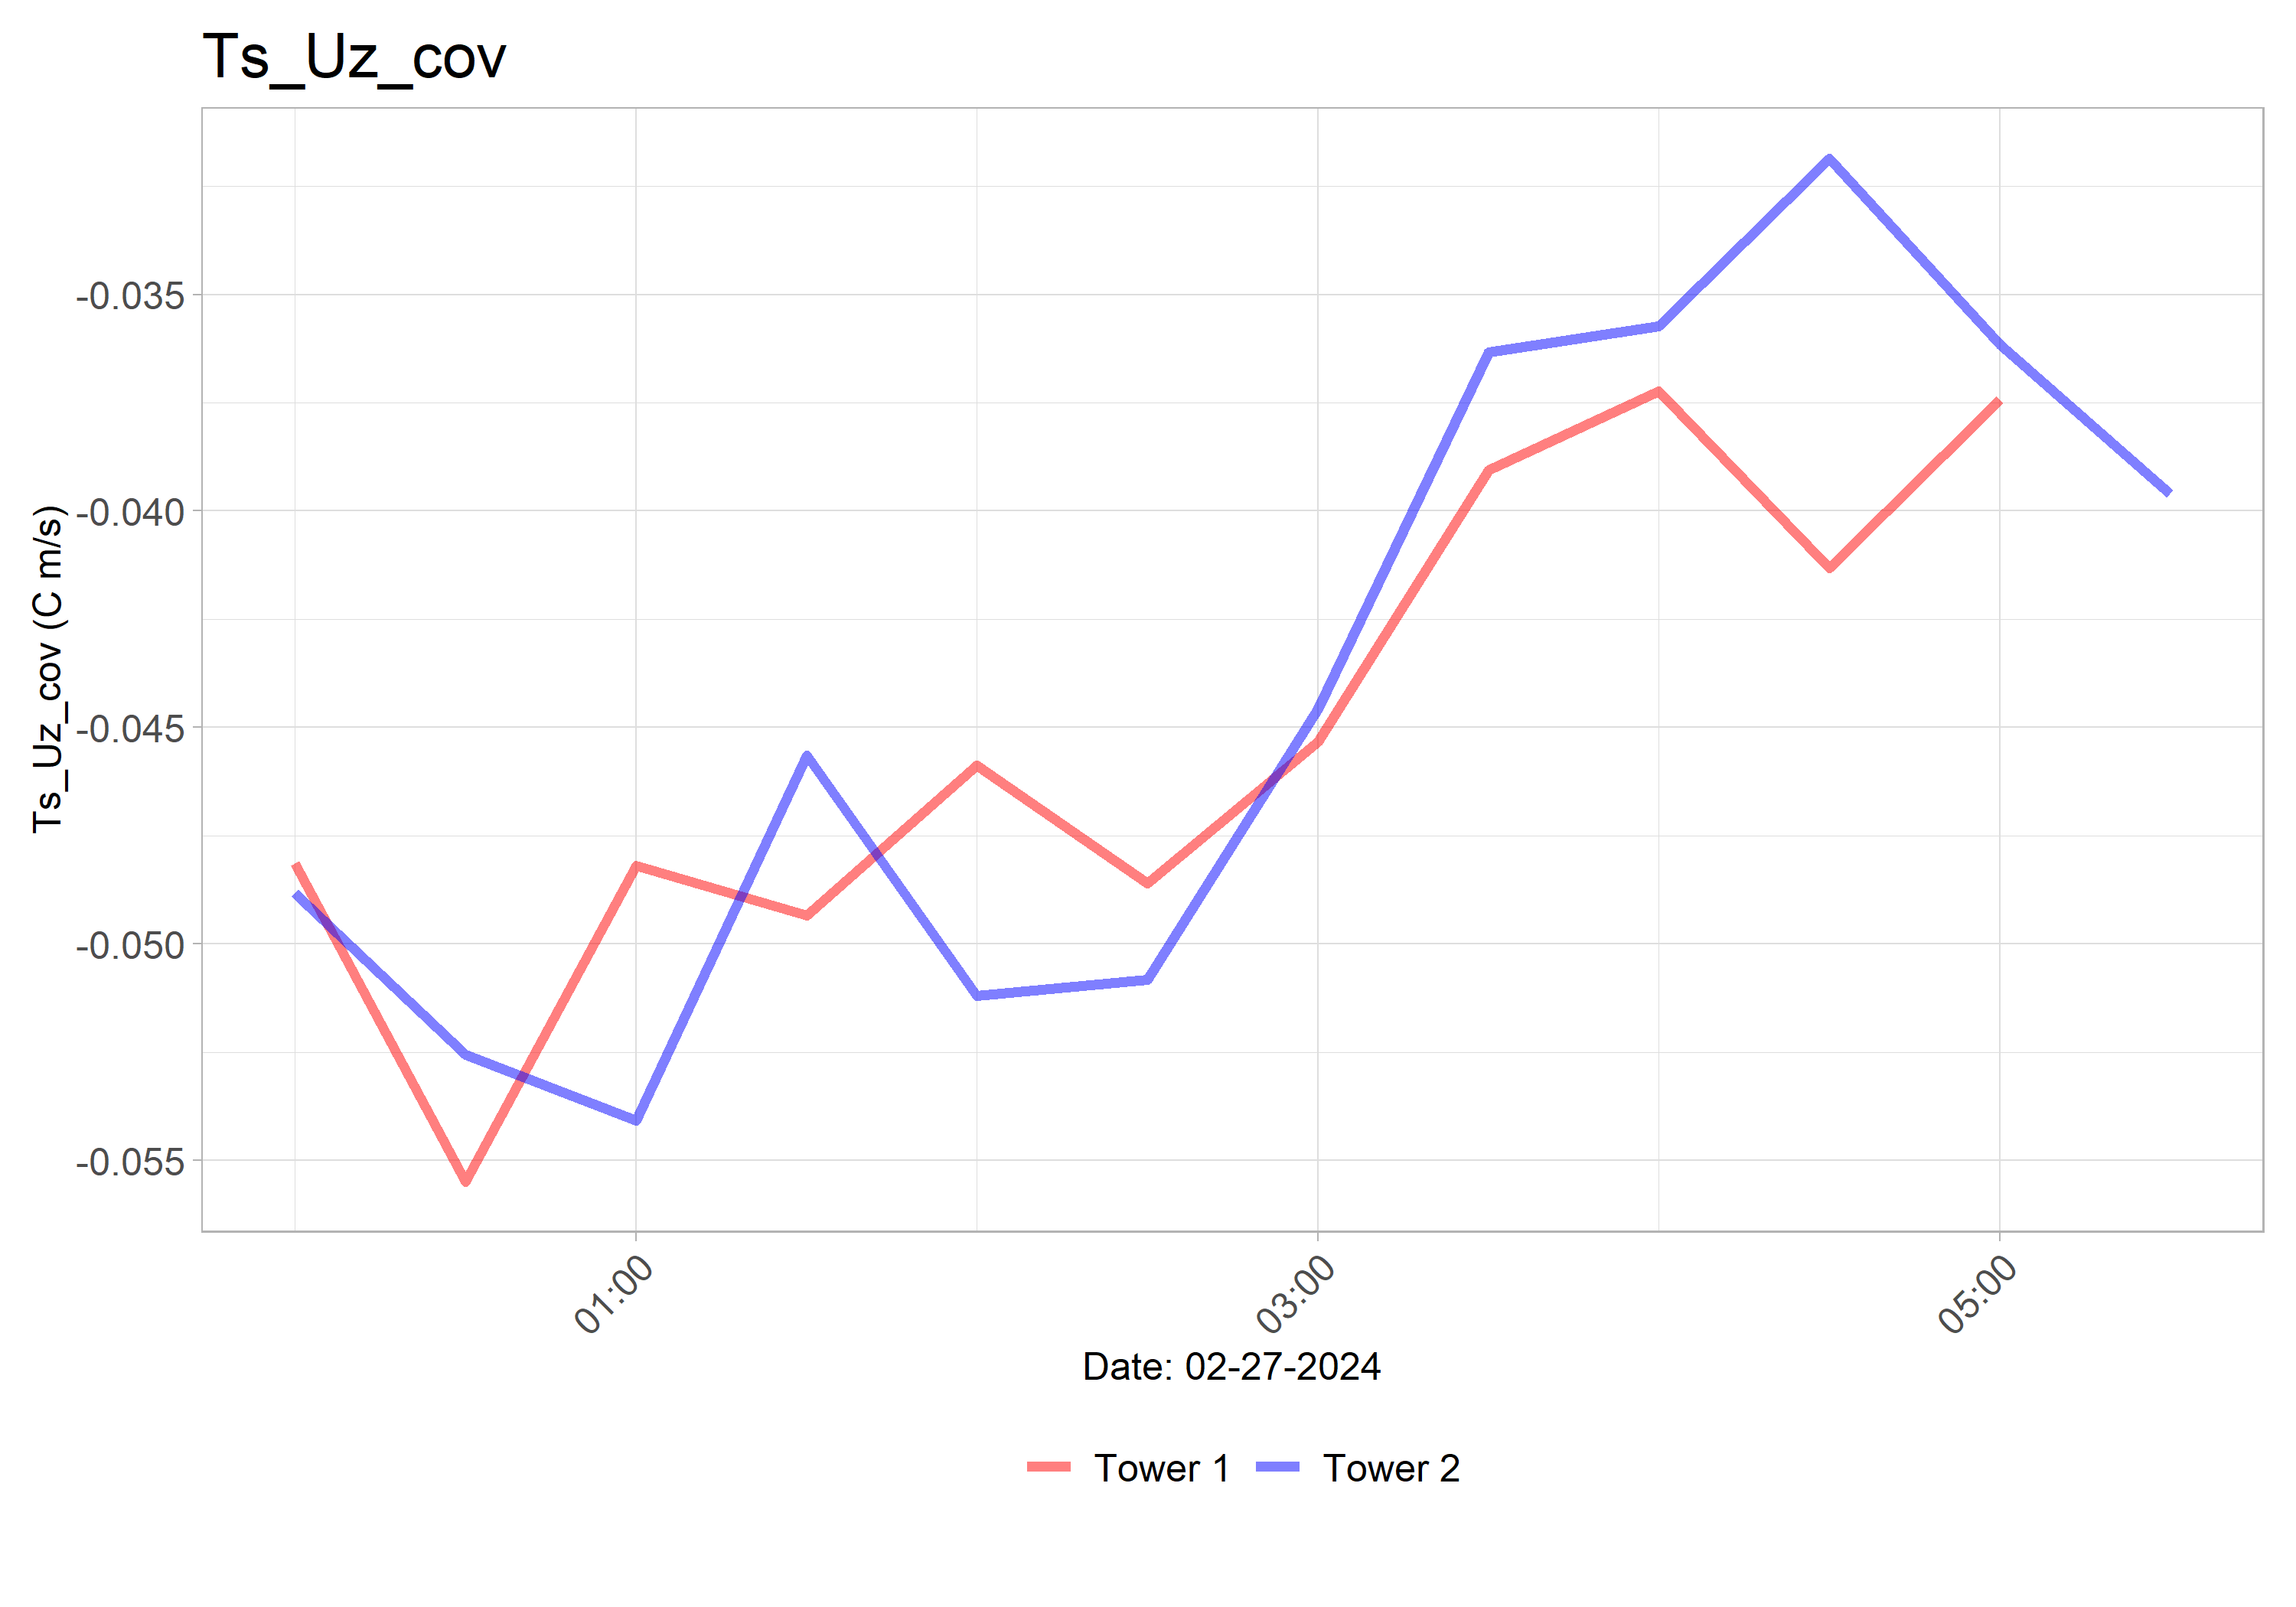 Ts_Uz_cov
Ts_Uz_cov (C m/s)
-0.035
-0.040
-0.045
-0.050
-0.055
01:00
03:00
05:00
Date: 02-27-2024
Tower 1
Tower 2